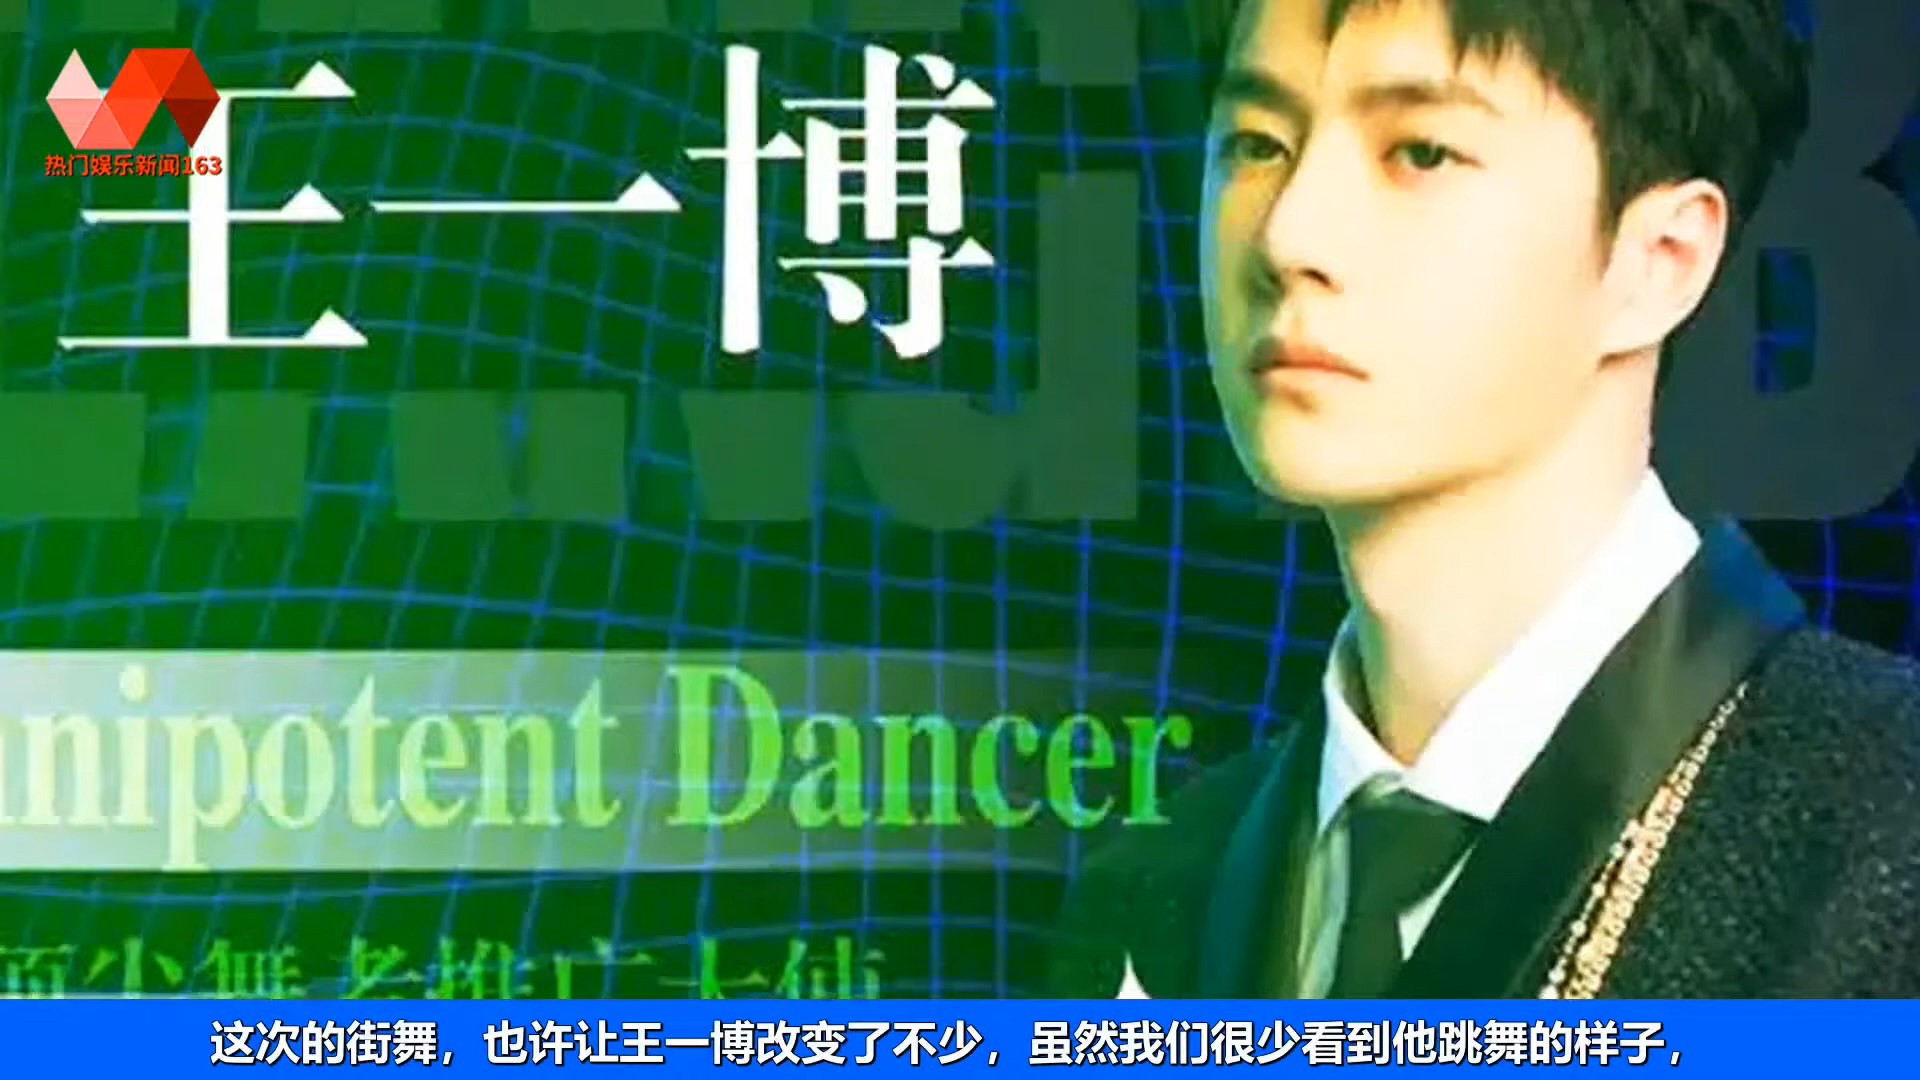 王一博
热门娱乐新闻163
nipotent Dancer
这次的街舞，也许让王一博改变了不少，虽然我们很少看到他跳舞的样子，